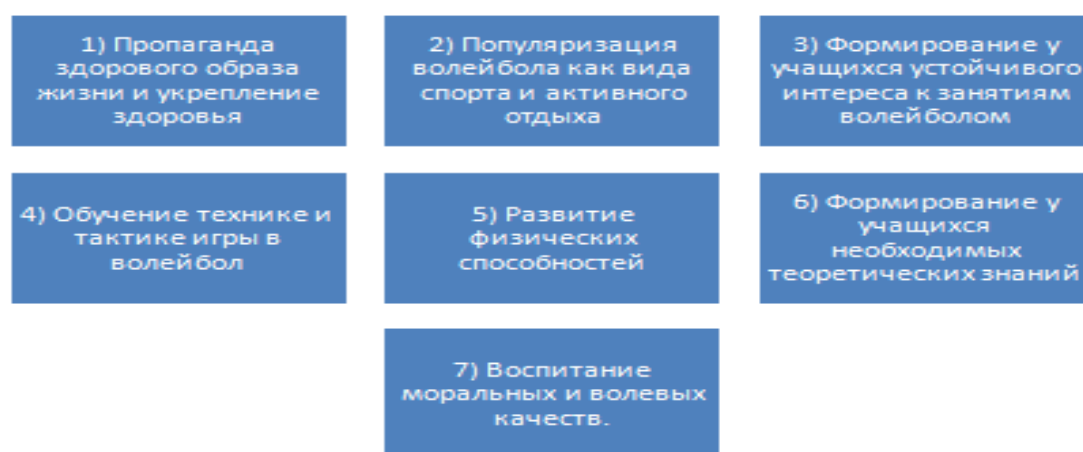 1) Пропаганда
здорового образа
жизни и укрепление
здоровья
2) Популяризация
волейбола как вида
спорта и активного
отдыха
3) Формирование у
учащихся устойчивого
интереса к занятиям
волейболом
4) Обучение технике и
тактике игры в
волейбол
5) Развитие
физических
способностей
6) Формирование у
учащихся
необходимых
теоретических знаний
7) Воспитание
моральных и волевых
качеств.